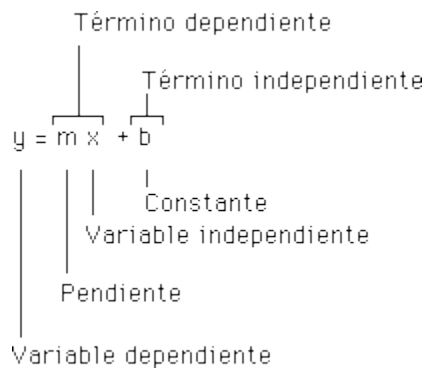 Término dependiente
Término independiente
y = m x + b
Constante
Variable independiente
Pendiente
Variable dependiente